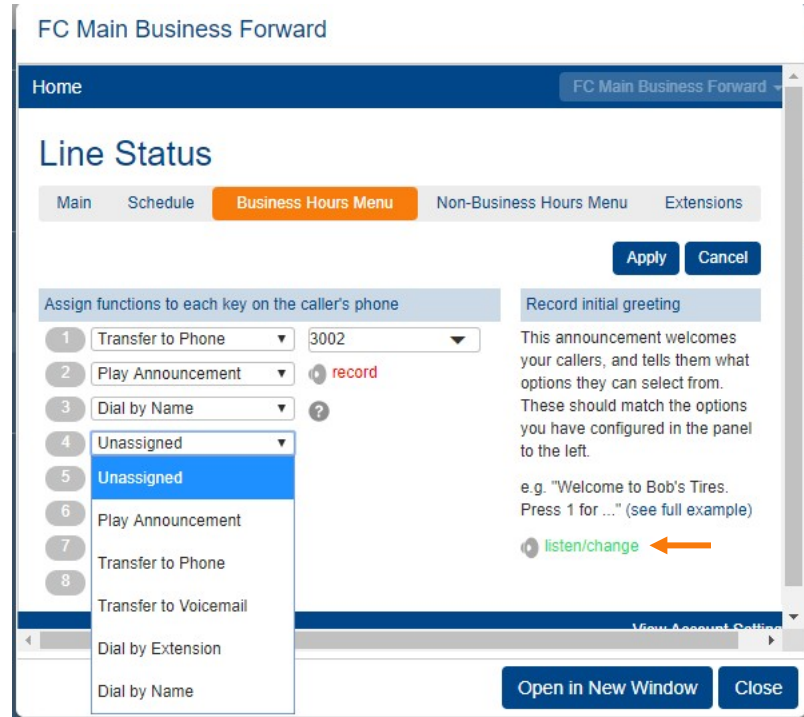 FC Main Business Forward
Home
FC Main Business Forward
Line Status
Main Schedule Business Hours Menu Non-Business Hours Menu Extensions
Apply Cancel
Assign functions to each key on the caller's phone
1 Transfer to Phone 3002
2 Play Announcement record
3 Dial by Name ?
4 Unassigned
5 Unassigned
6 Play Announcement
7 Transfer to Phone
8 Transfer to Voicemail
Dial by Extension
Dial by Name
Record initial greeting
This announcement welcomes
your callers, and tells them what
options they can select from.
These should match the options
you have configured in the panel
to the left.
e.g. "Welcome to Bob's Tires.
Press 1 for ..." (see full example)
listen/change
View Account Setting
Open in New Window Close